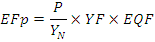 EFp = P/Y_N × YF × EQF